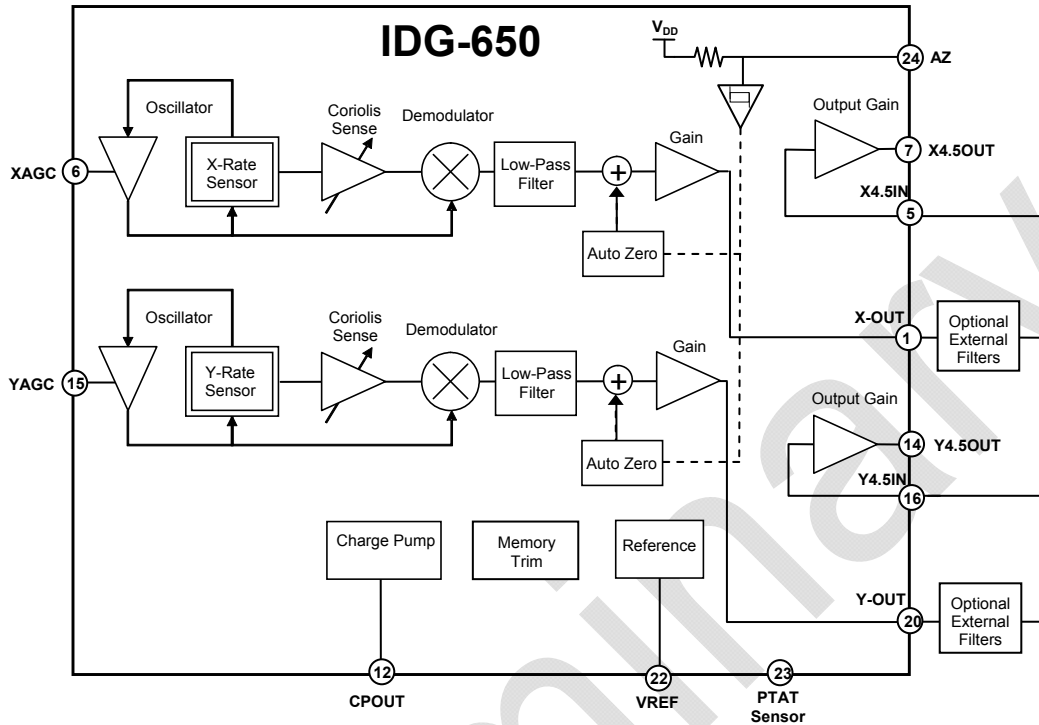 IDG-650
VDD
24
AZ
Oscillator
Coriolis
Sense
Demodulator
Gain
Output Gain
XAGC
6
X-Rate
Sensor
Low-Pass
Filter
+
7
X4.5OUT
X4.5IN
5
Auto Zero
Oscillator
Coriolis
Sense
Demodulator
Gain
X-OUT
1
Optional
External
Filters
YAGC
15
Y-Rate
Sensor
Low-Pass
Filter
+
Output Gain
14
Y4.5OUT
Auto Zero
Y4.5IN
16
Charge Pump
Memory
Trim
Reference
Y-OUT
20
Optional
External
Filters
12
CPOUT
22
VREF
23
PTAT
Sensor